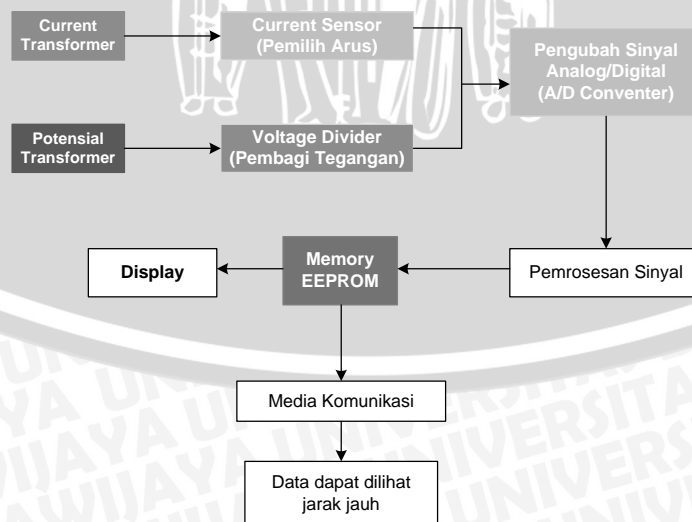 Current
Transformer
Current Sensor
(Pemilih Arus)
Pengubah Sinyal
Analog/Digital
(A/D Conventer)
Potensial
Transformer
Voltage Divider
(Pembagi Tegangan)
Display
Memory
EEPROM
Pemrosesan Sinyal
Media Komunikasi
Data dapat dilihat
jarak jauh